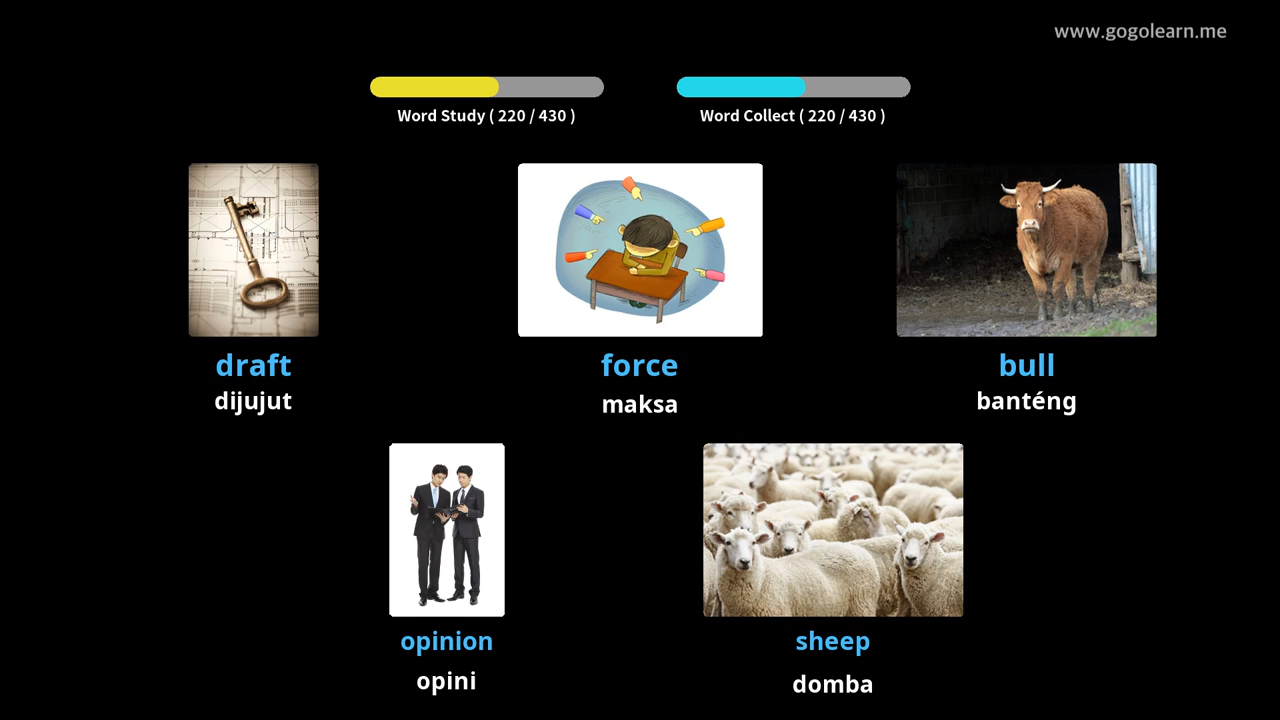 www.gogolearn.me
Word Study ( 220 / 430 )
Word Collect ( 220 / 430 )
draft
dijujut
force
maksa
bull
banténg
opinion
opini
sheep
domba